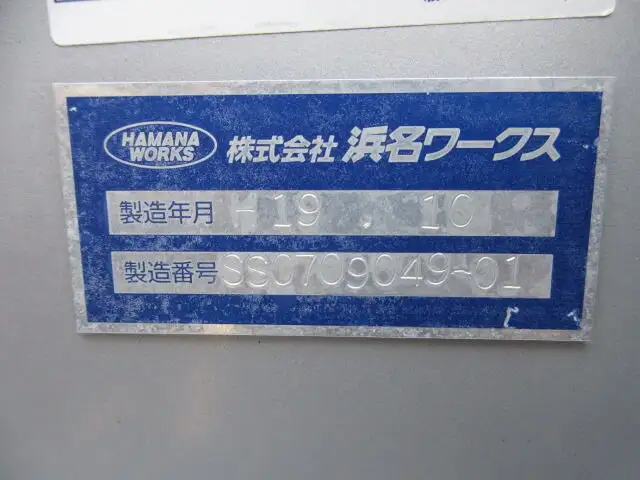 HAMANA
WORKS
株式会社 浜名ワークス
製造年月 H19.10
製造番号 SS0709049-01